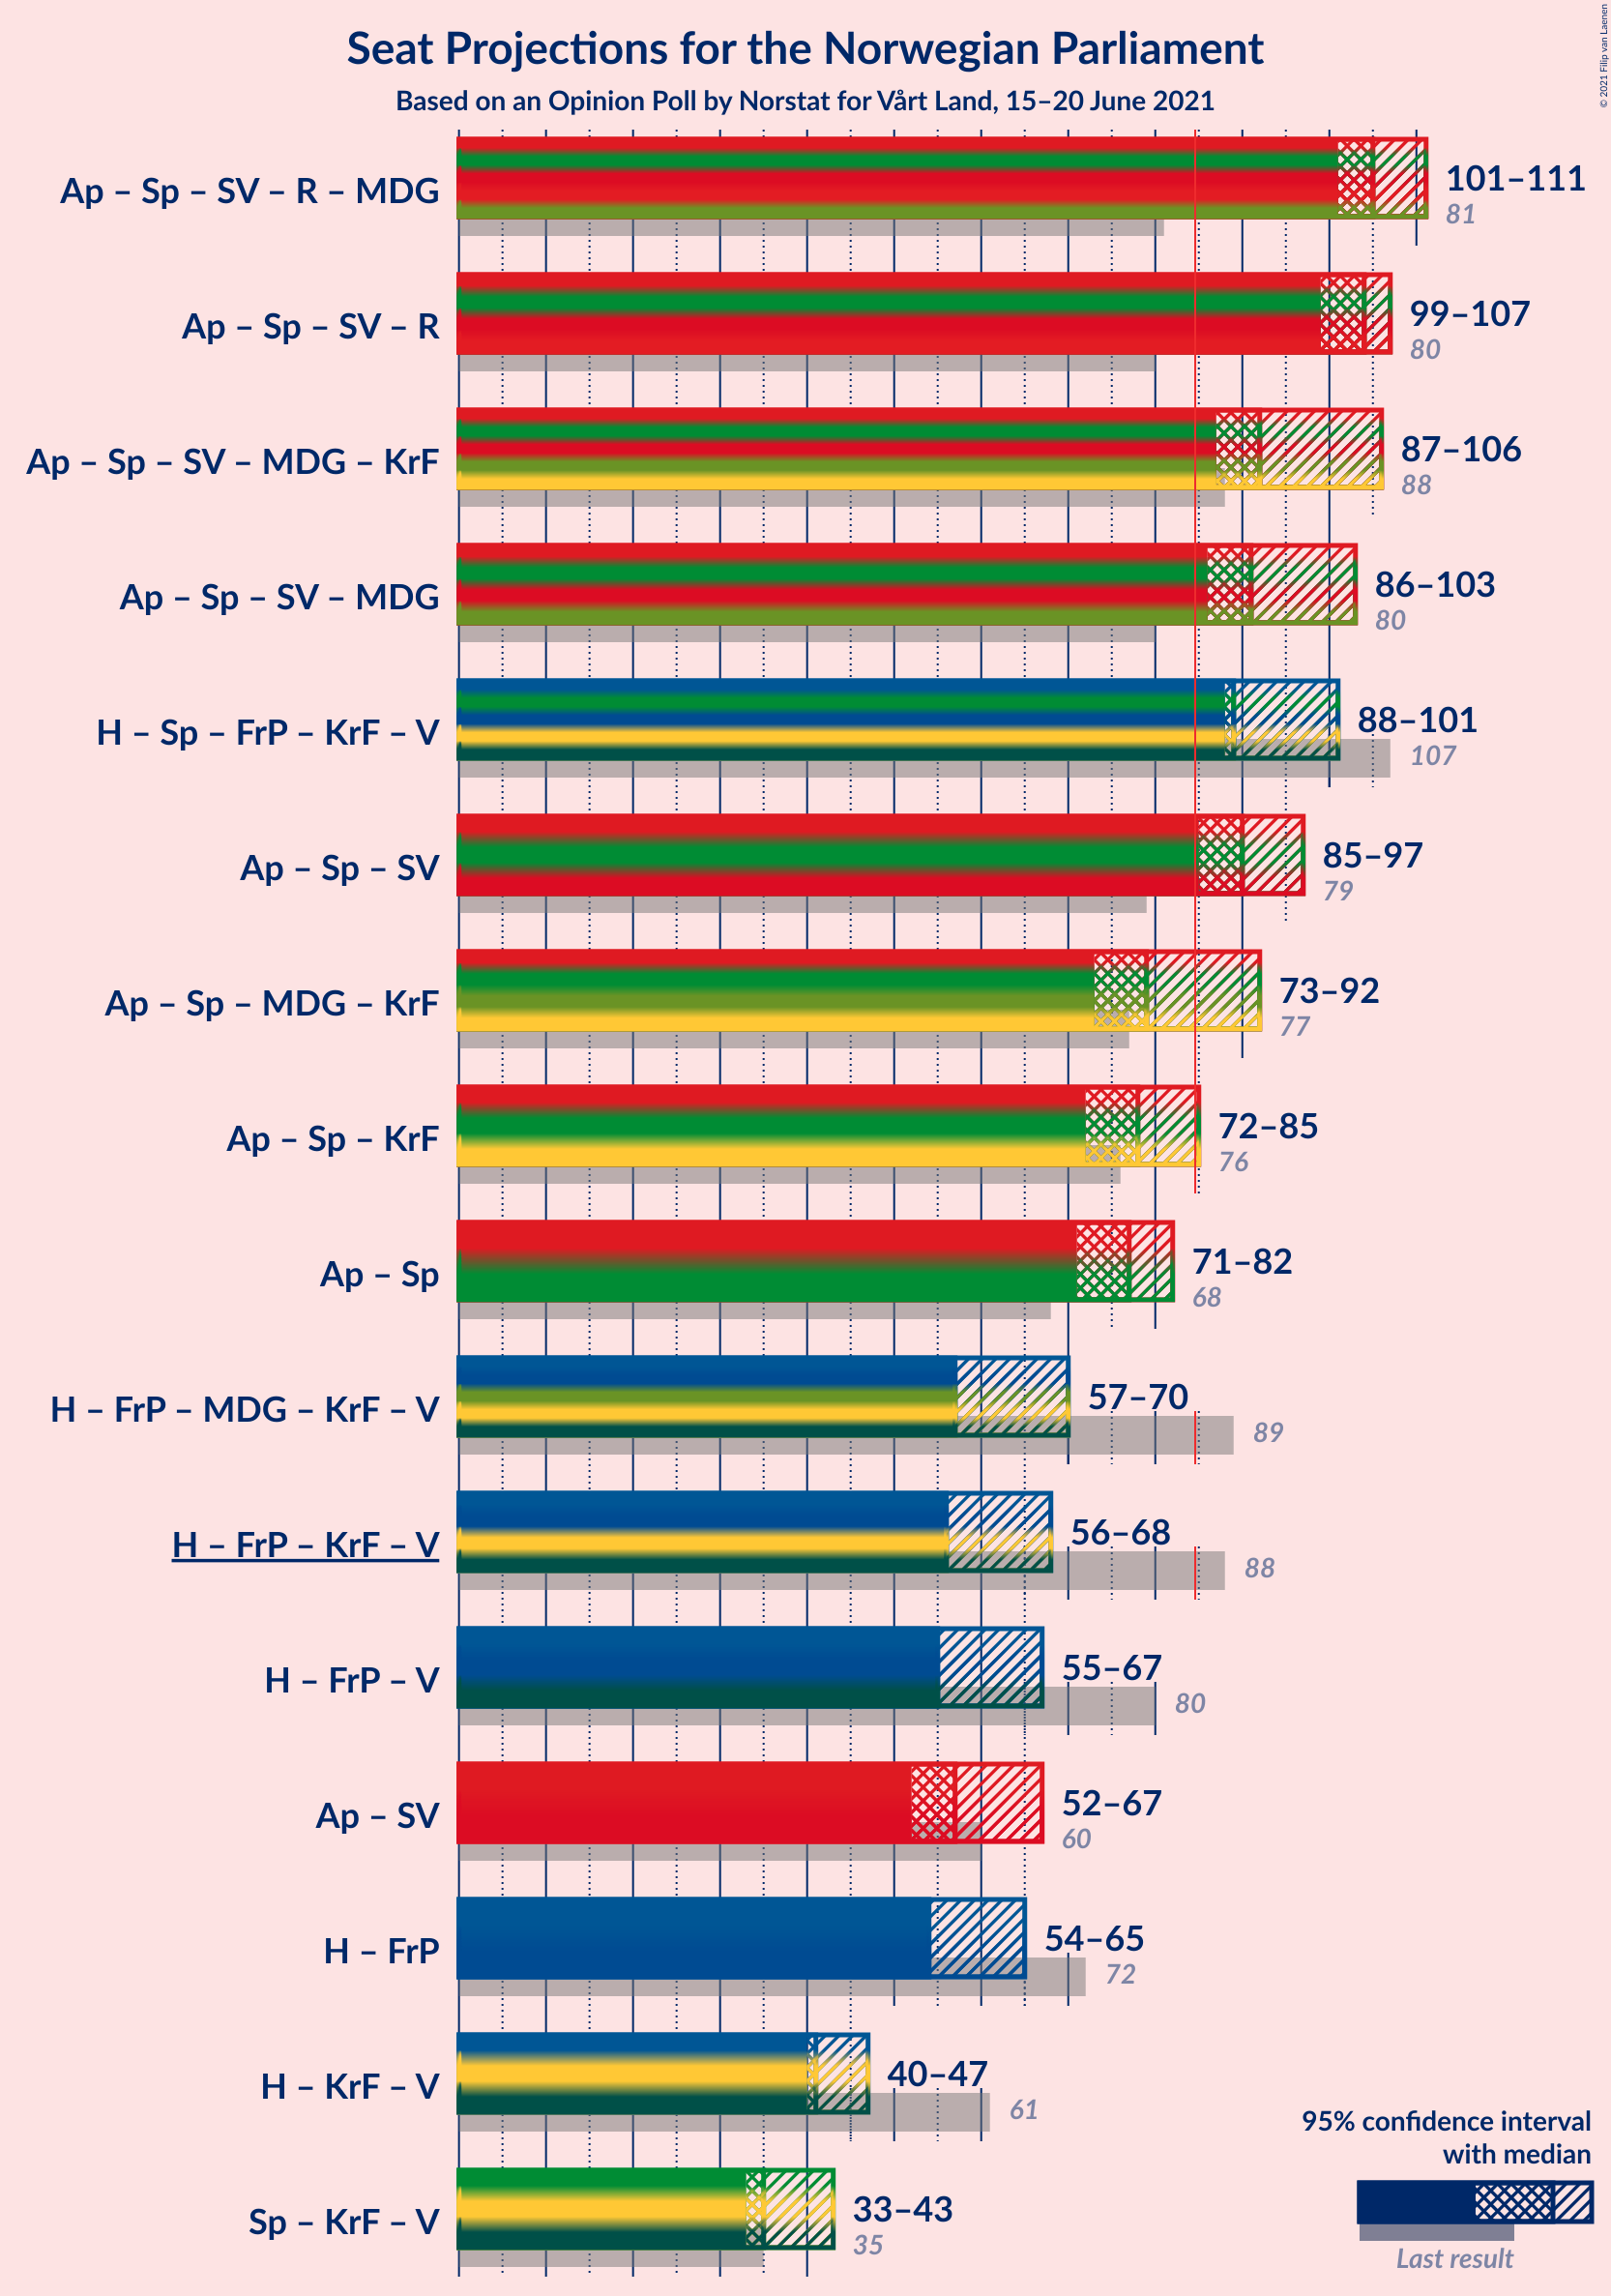 Seat Projections for the Norwegian Parliament
Based on an Opinion Poll by Norstat for Vårt Land, 15–20 June 2021
© 2021 Filip van Laenen
Ap – Sp – SV – R – MDG
101–111
81
Ap – Sp – SV – R
99–107
80
Ap – Sp – SV – MDG – KrF
87–106
88
Ap – Sp – SV – MDG
86–103
80
H – Sp – FrP – KrF – V
88–101
107
Ap – Sp – SV
85–97
79
Ap – Sp – MDG – KrF
73–92
77
Ap – Sp – KrF
72–85
76
Ap – Sp
71–82
68
H – FrP – MDG – KrF – V
57–70
89
H – FrP – KrF – V
56–68
88
H – FrP – V
55–67
80
Ap – SV
52–67
60
H – FrP
54–65
72
H – KrF – V
40–47
61
Sp – KrF – V
33–43
35
95% confidence interval
with median
Last result